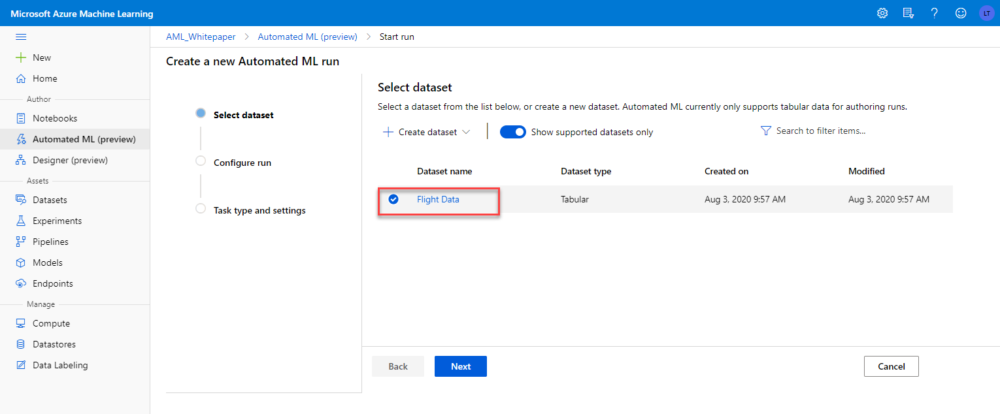 Microsoft Azure Machine Learning
LT
New
Home
Author
Notebooks
Automated ML (preview)
Designer (preview)
Assets
Datasets
Experiments
Pipelines
Models
Endpoints
Manage
Compute
Datastores
Data Labeling
AML_Whitepaper > Automated ML (preview) > Start run
Create a new Automated ML run
Select dataset
Configure run
Task type and settings
Select dataset
Select a dataset from the list below, or create a new dataset. Automated ML currently only supports tabular data for authoring runs.
Create dataset Show supported datasets only Search to filter items...
Dataset name Dataset type Created on Modified
Flight Data Tabular Aug 3, 2020 9:57 AM Aug 3, 2020 9:57 AM
Back Next Cancel